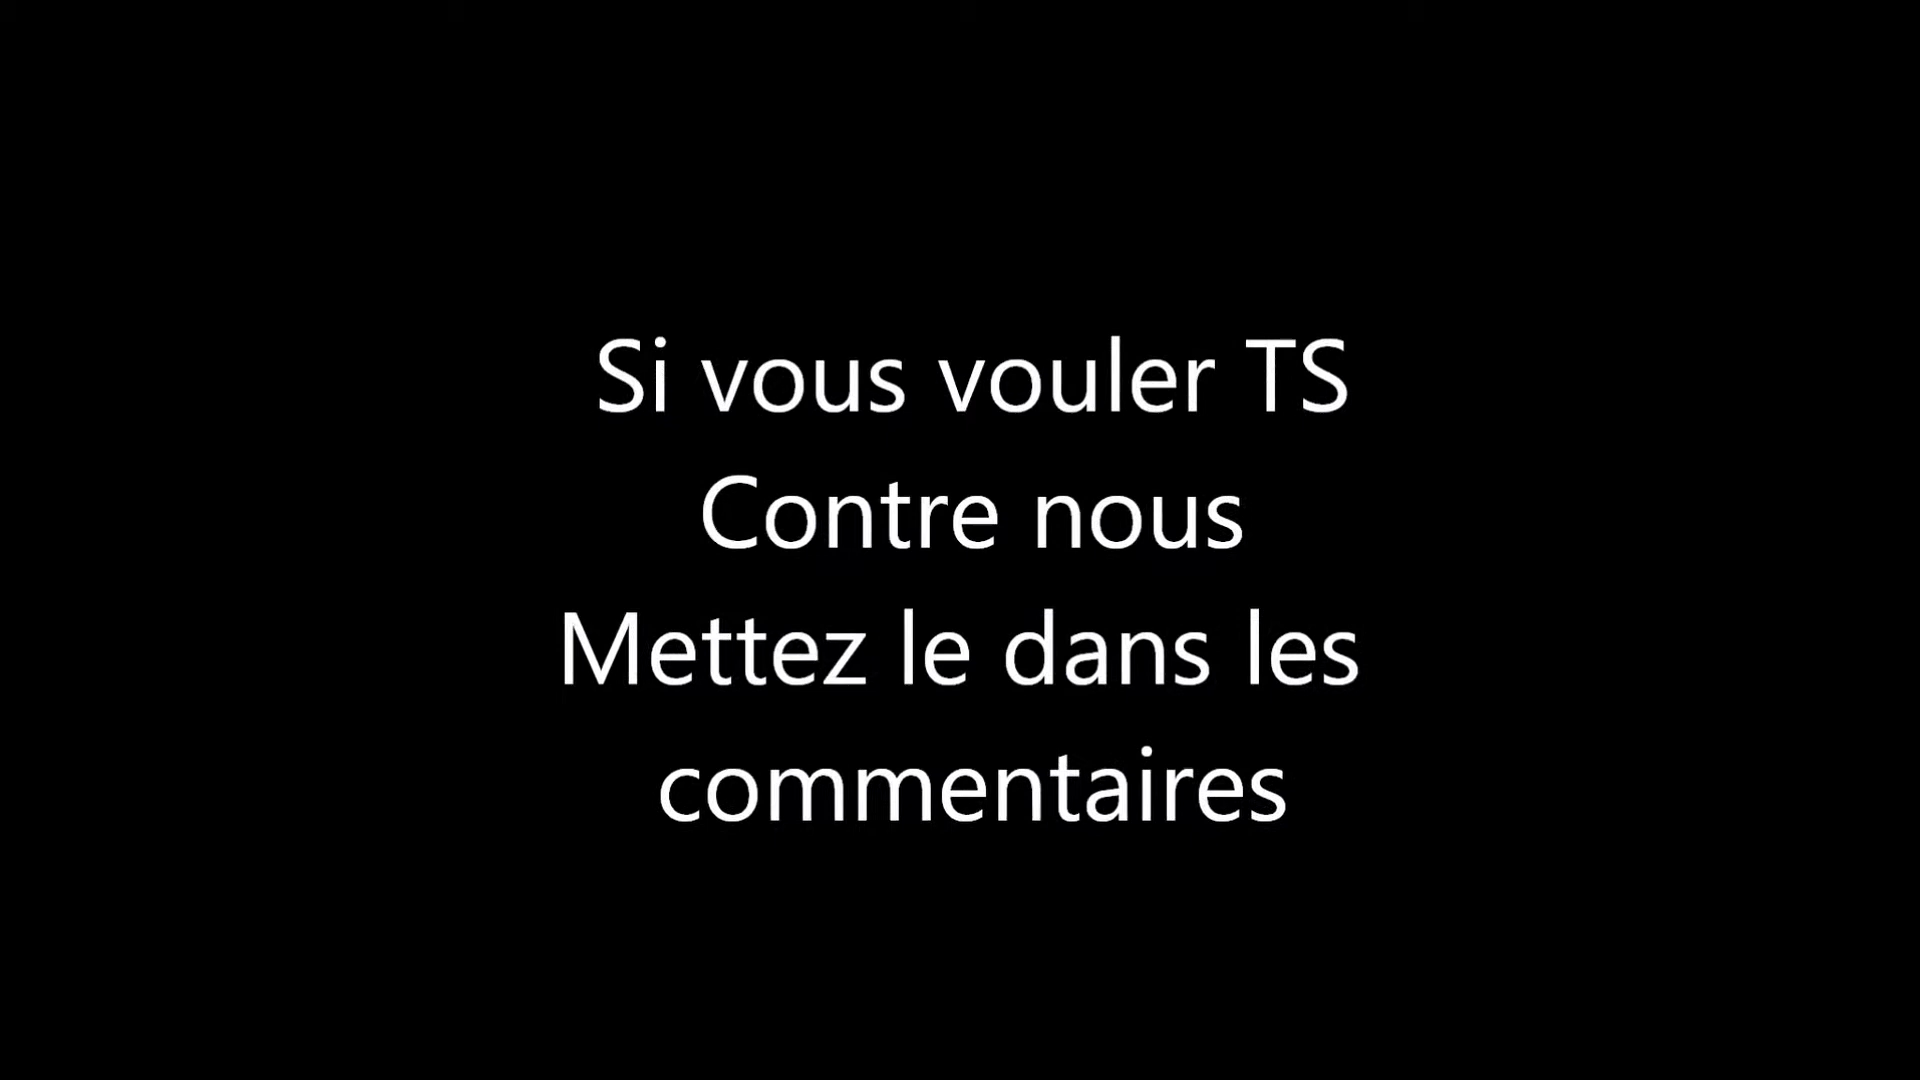 Si vous vouler TS
Contre nous
Mettez le dans les
commentaires